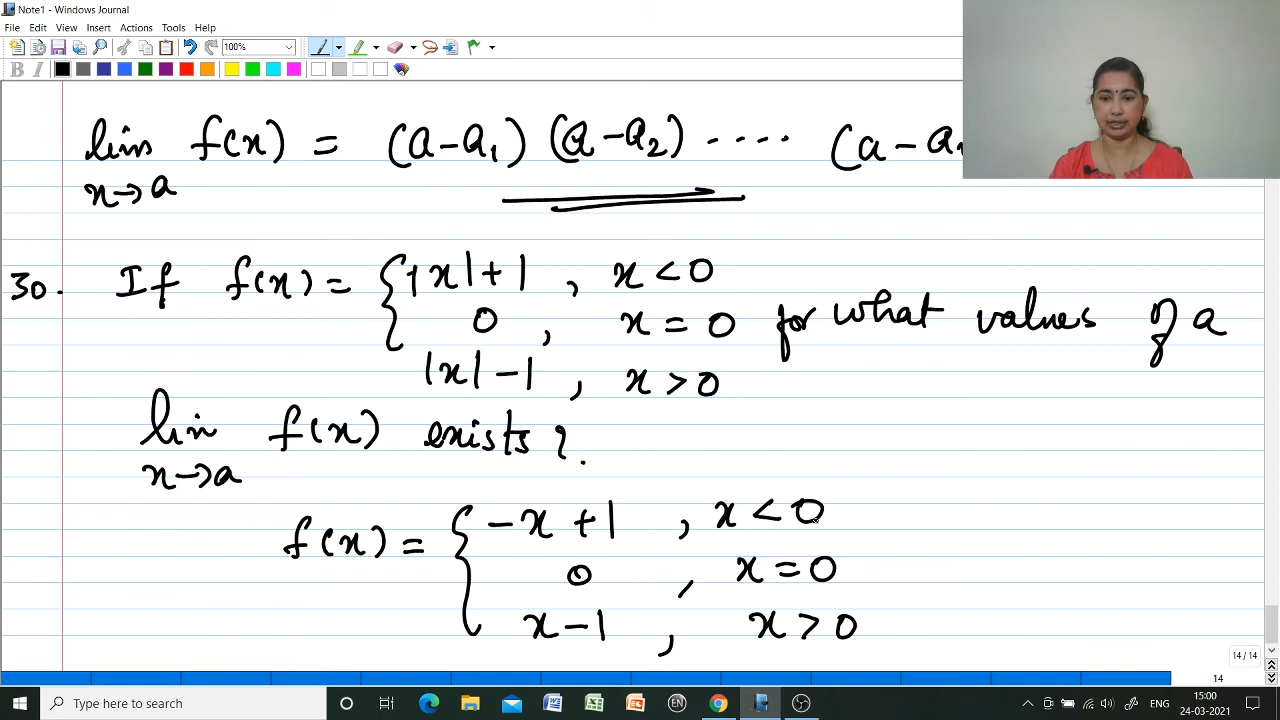 Note1 - Windows Journal
File Edit View Insert Actions Tools Help
100%
B I
lim f(x) = (a-a₁) (a-a₂) ···· (a-a
x→a
30. If f(x) = { |x|+1 , x < 0
0 , x = 0 for what values of a
|x|-1 , x > 0
lim f(x) exists?
x→a
f(x) = { -x +1 , x < 0
0 , x = 0
x-1 , x > 0
14 / 14
14
Type here to search
EN
ENG
15:00
24-03-2021